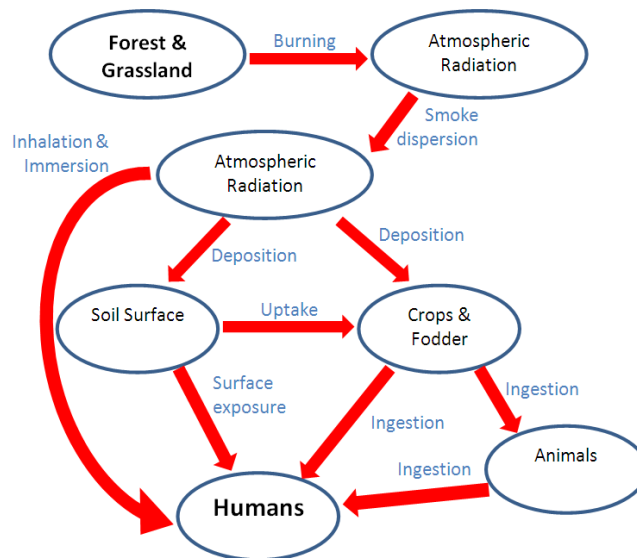 Forest &
Grassland
Burning
Atmospheric
Radiation
Smoke
dispersion
Inhalation &
Immersion
Atmospheric
Radiation
Deposition
Deposition
Soil Surface
Uptake
Crops &
Fodder
Surface
exposure
Ingestion
Ingestion
Animals
Ingestion
Humans